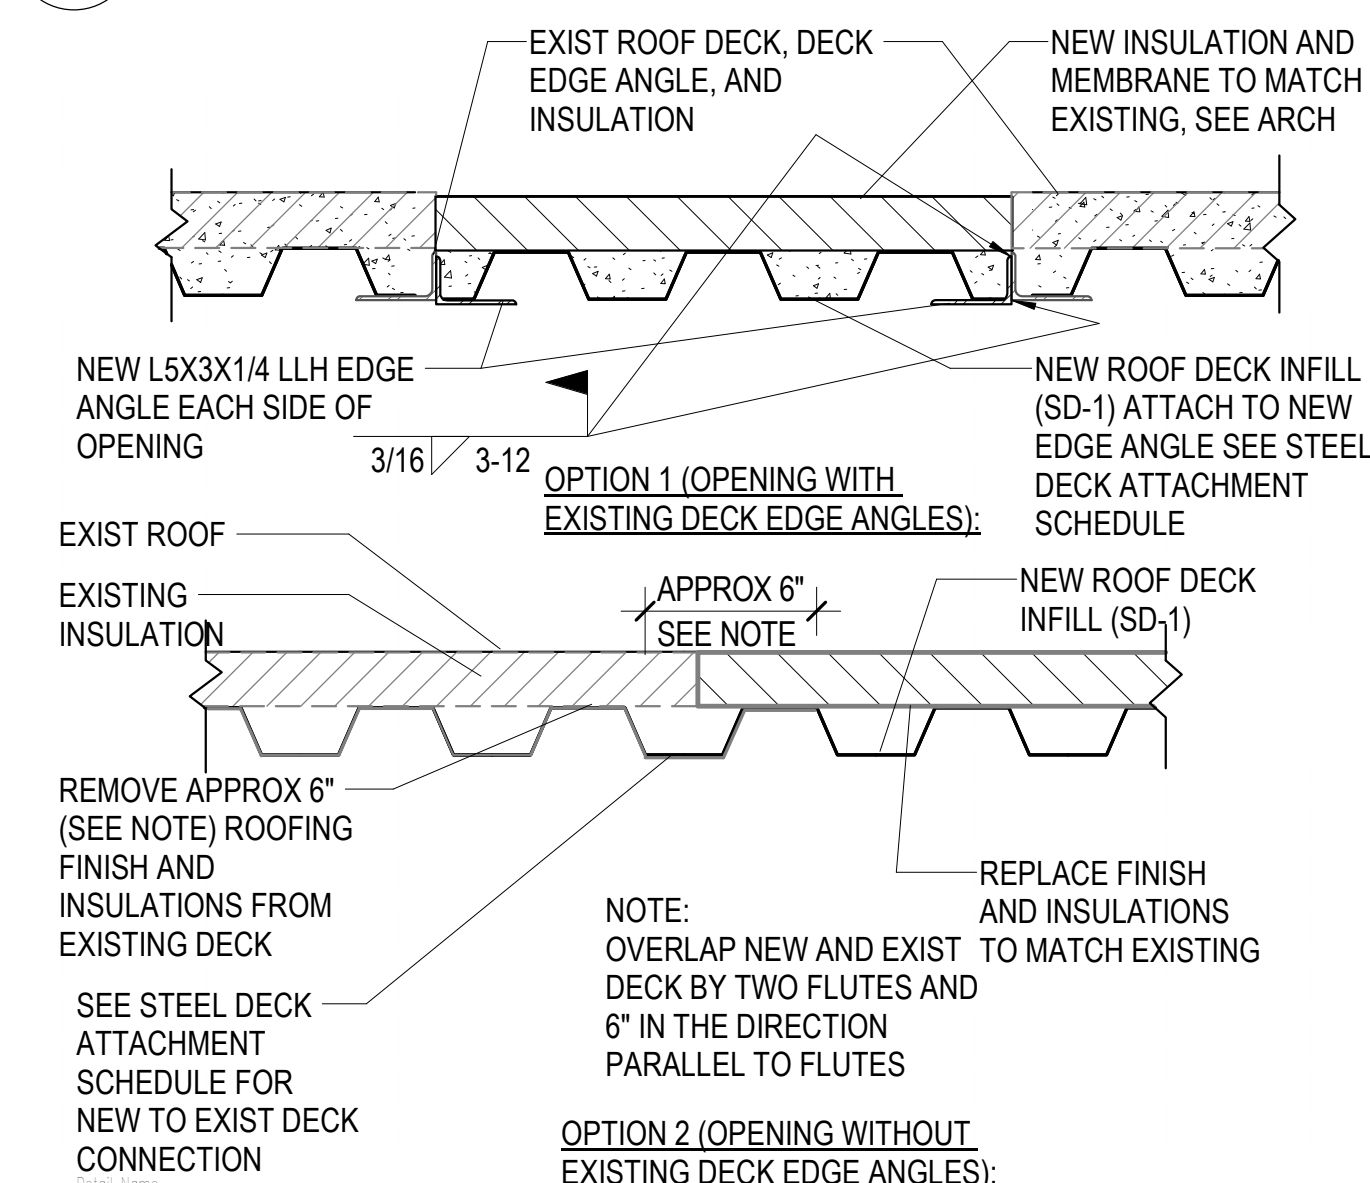 EXIST ROOF DECK, DECK
EDGE ANGLE, AND
INSULATION
NEW INSULATION AND
MEMBRANE TO MATCH
EXISTING, SEE ARCH
NEW L5X3X1/4 LLH EDGE
ANGLE EACH SIDE OF
OPENING
3/16
3-12
NEW ROOF DECK INFILL
(SD-1) ATTACH TO NEW
EDGE ANGLE SEE STEEL
DECK ATTACHMENT
SCHEDULE
OPTION 1 (OPENING WITH
EXISTING DECK EDGE ANGLES):
EXIST ROOF
EXISTING
INSULATION
APPROX 6"
SEE NOTE
NEW ROOF DECK
INFILL (SD-1)
REMOVE APPROX 6"
(SEE NOTE) ROOFING
FINISH AND
INSULATIONS FROM
EXISTING DECK
REPLACE FINISH
AND INSULATIONS
TO MATCH EXISTING
NOTE:
OVERLAP NEW AND EXIST
DECK BY TWO FLUTES AND
6" IN THE DIRECTION
PARALLEL TO FLUTES
SEE STEEL DECK
ATTACHMENT
SCHEDULE FOR
NEW TO EXIST DECK
CONNECTION
Detail Name
OPTION 2 (OPENING WITHOUT
EXISTING DECK EDGE ANGLES):